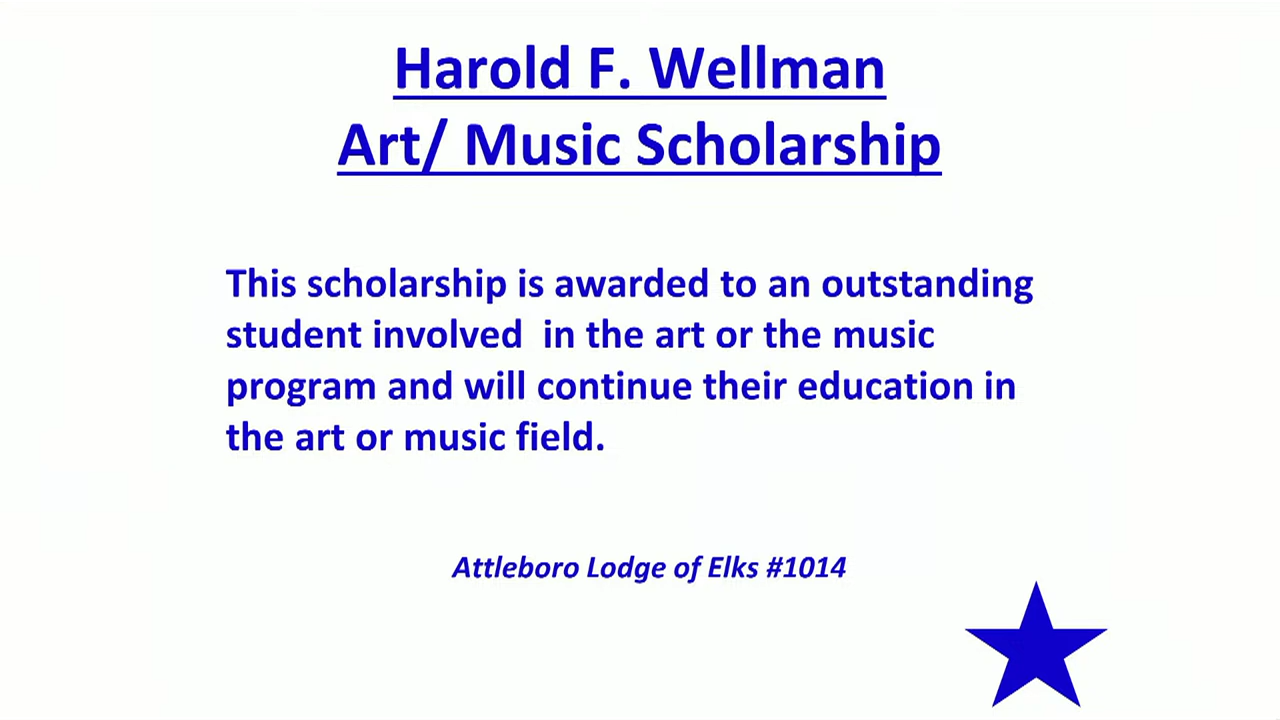 Harold F. Wellman
Art/ Music Scholarship
This scholarship is awarded to an outstanding
student involved  in the art or the music
program and will continue their education in
the art or music field.
Attleboro Lodge of Elks #1014